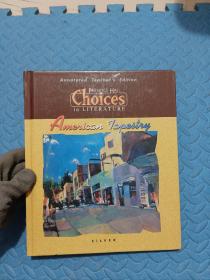 Annotated Teacher's Edition
Prentice Hall
Choices
in LITERATURE
American Tapestry
SILVER